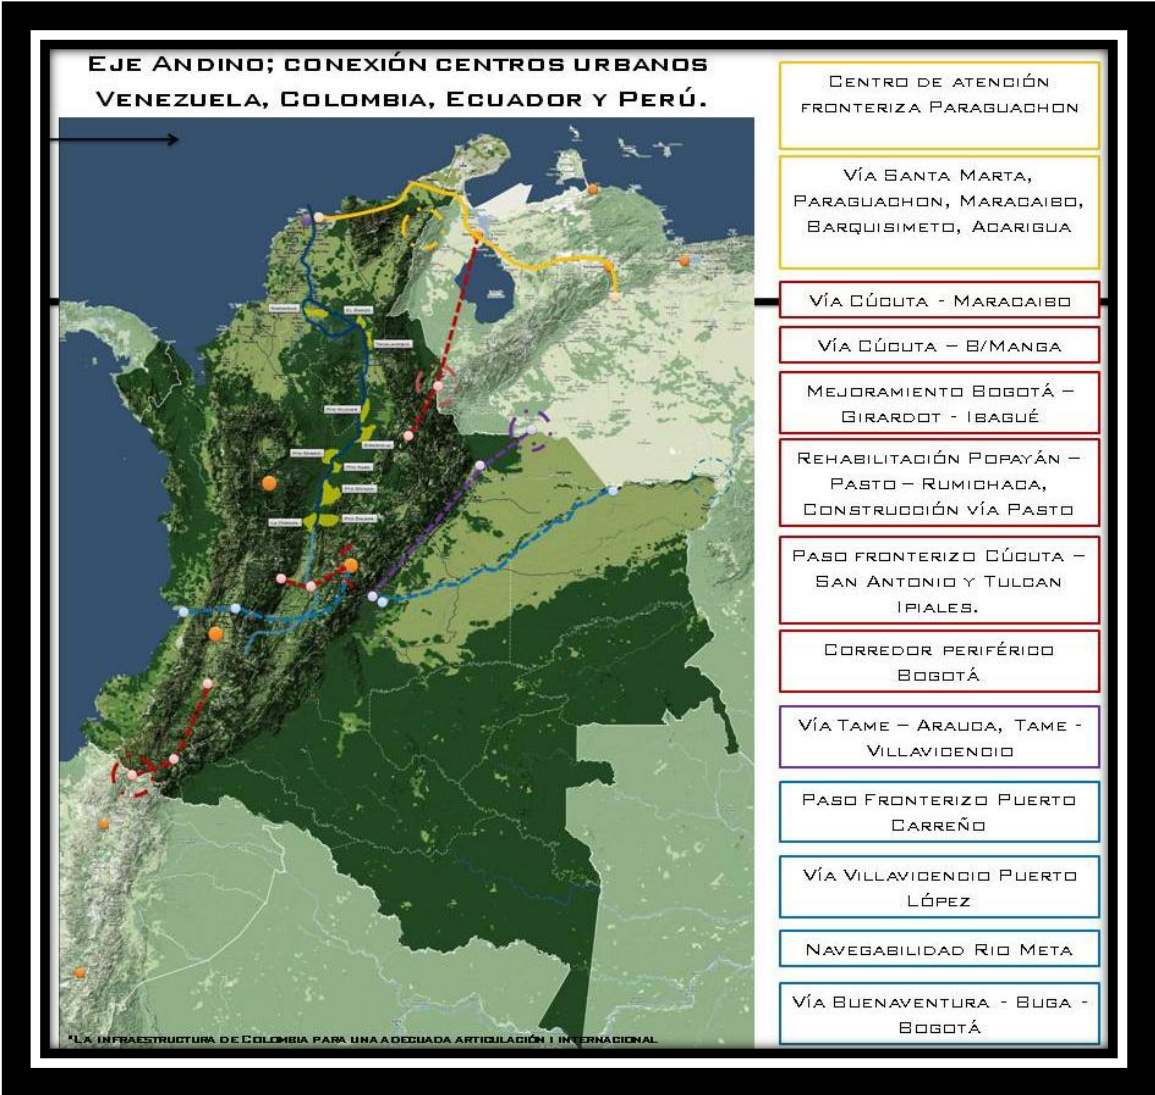 Eje Andino; conexión centros urbanos
Venezuela, Colombia, Ecuador y Perú.
Centro de atención
fronteriza Paraguachon
Vía Santa Marta,
Paraguachon, Maracaibo,
Barquisimeto, Acarigua
Vía Cúcuta - Maracaibo
Vía Cúcuta – B/Manga
Mejoramiento Bogotá –
Girardot - Ibagué
Rehabilitación Popayán –
Pasto – Rumichaca,
Construcción vía Pasto
Paso fronterizo Cúcuta –
San Antonio y Tulcan
Ipiales.
Corredor periférico
Bogotá
Vía Tame – Arauca, Tame -
Villavicencio
Paso Fronterizo Puerto
Carreño
Vía Villavicencio Puerto
López
Navegabilidad Rio Meta
Vía Buenaventura - Buga -
Bogotá
El Banco
*La infraestructura de Colombia para una adecuada articulación i internacional